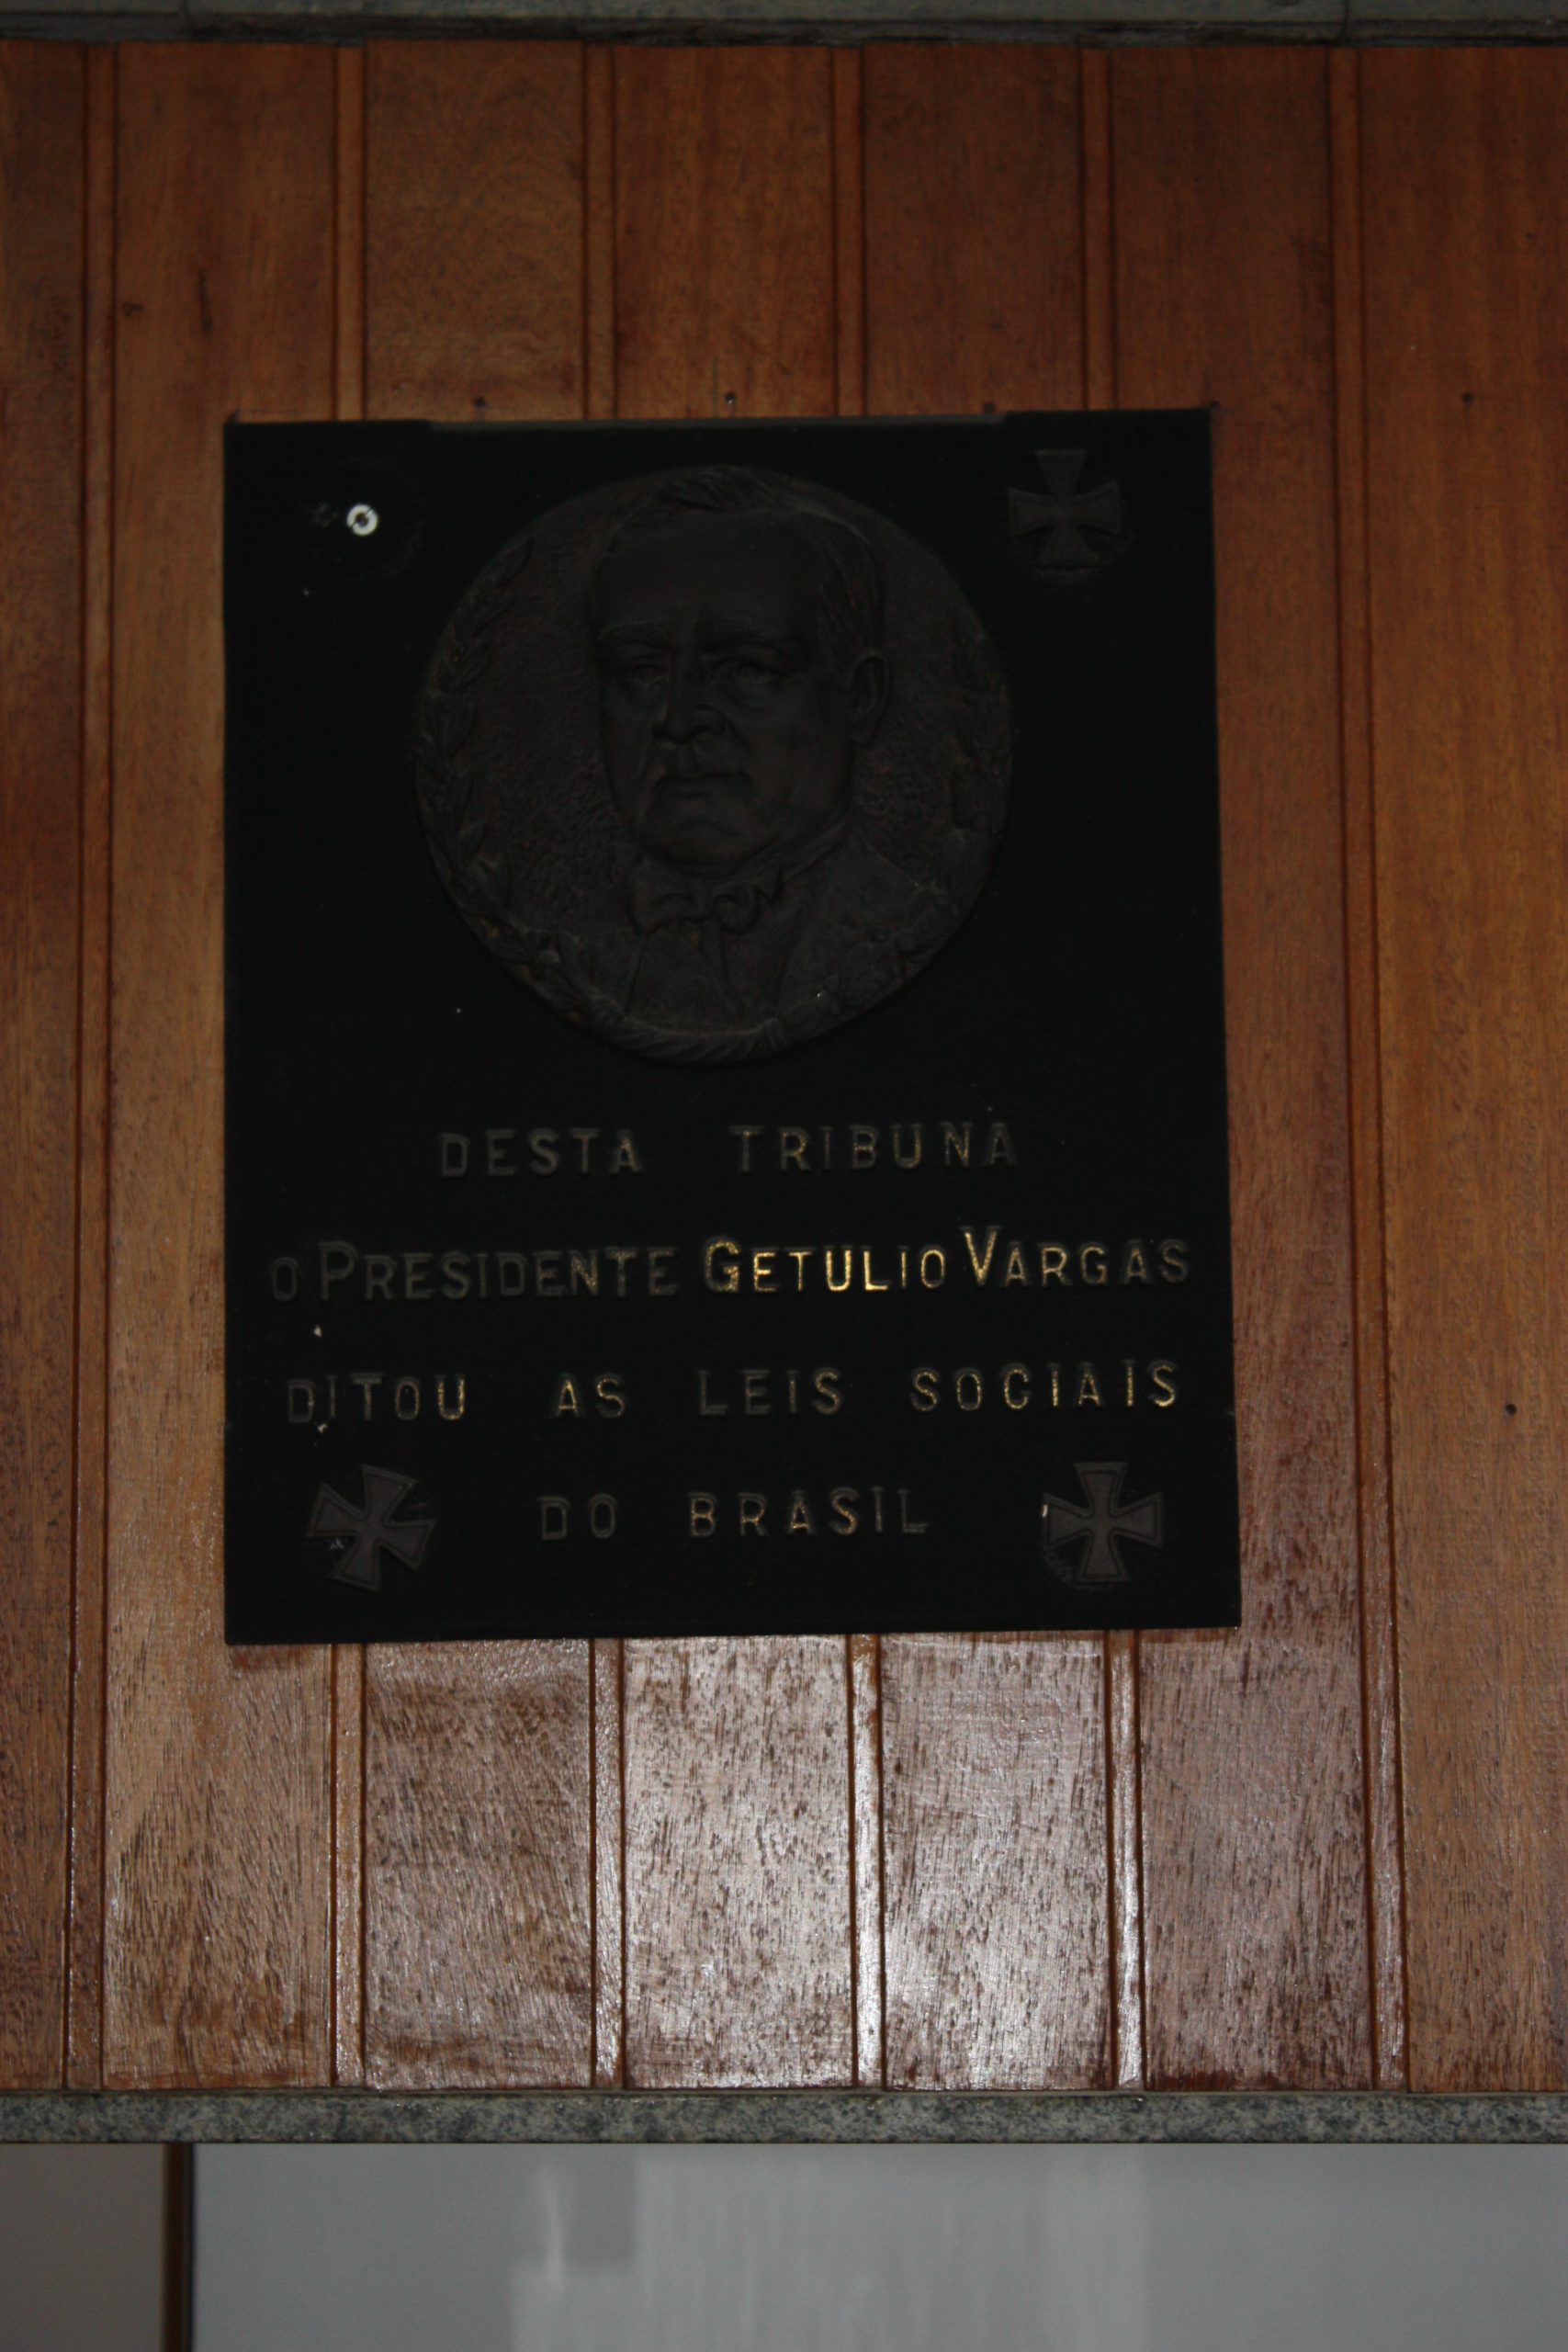 DESTA TRIBUNA
O PRESIDENTE GETULIO VARGAS
DITOU AS LEIS SOCIAIS
DO BRASIL